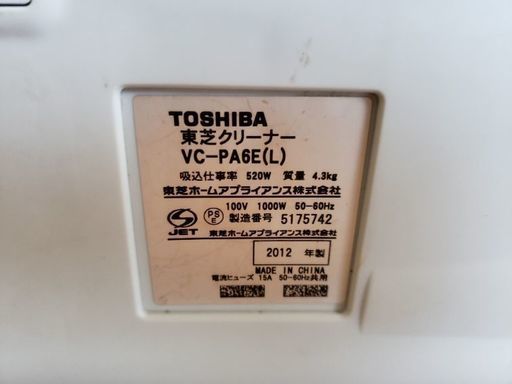 TOSHIBA
東芝クリーナー
VC-PA6E(L)
吸込仕事率 520W 質量 4.3kg
東芝ホームアプライアンス株式会社
100V 1000W 50-60Hz
PS E 製造番号 5175742
JET 東芝ホームアプライアンス株式会社
2012 年製
MADE IN CHINA
電流ヒューズ 15A 50-60Hz共用